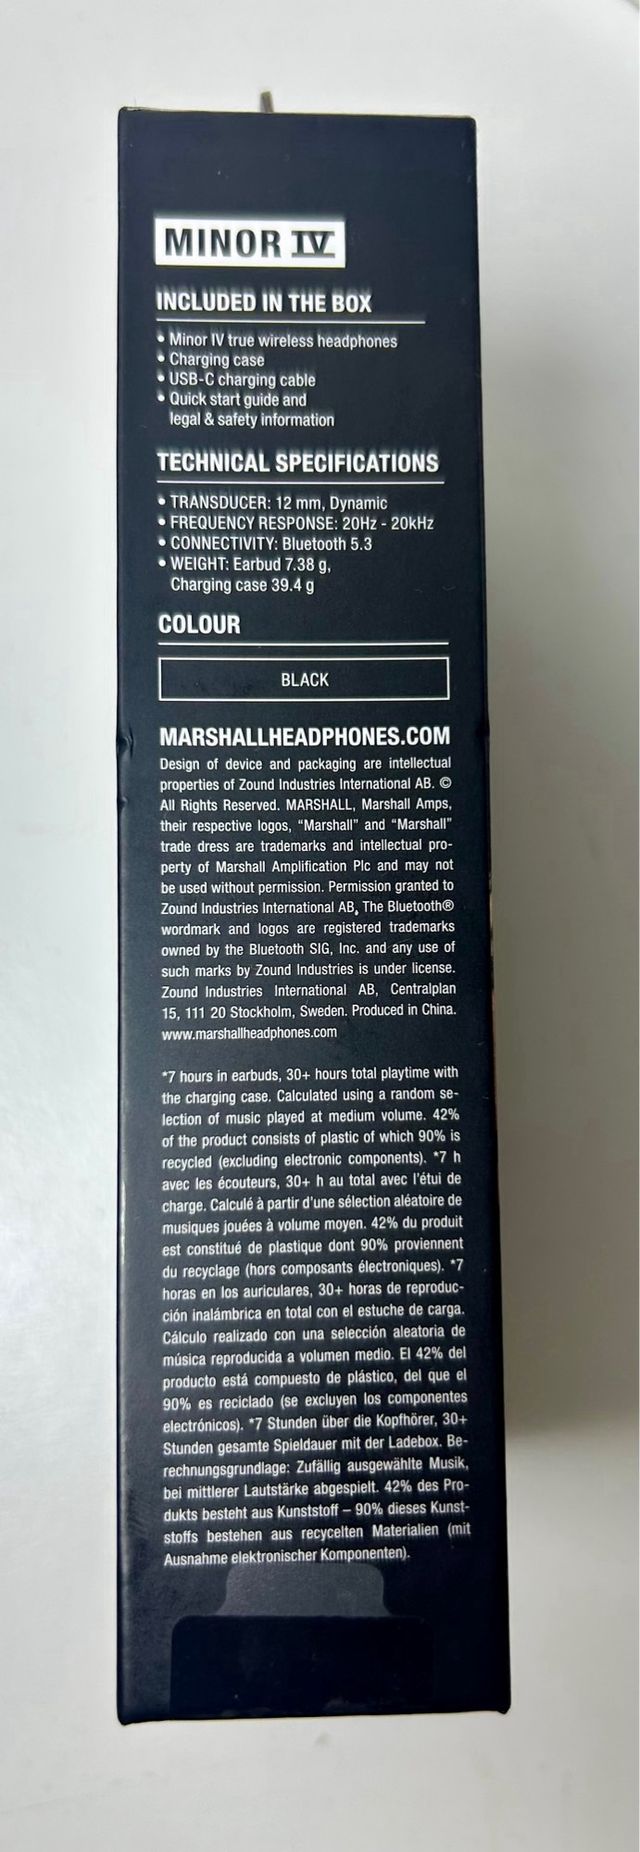 MINOR IV
INCLUDED IN THE BOX
• Minor IV true wireless headphones
• Charging case
• USB-C charging cable
• Quick start guide and
legal & safety information
TECHNICAL SPECIFICATIONS
• TRANSDUCER: 12 mm, Dynamic
• FREQUENCY RESPONSE: 20Hz - 20kHz
• CONNECTIVITY: Bluetooth 5.3
• WEIGHT: Earbud 7.38 g,
Charging case 39.4 g
COLOUR
BLACK
MARSHALLHEADPHONES.COM
Design of device and packaging are intellectual
properties of Zound Industries International AB. ©
All Rights Reserved. MARSHALL, Marshall Amps,
their respective logos, “Marshall” and “Marshall”
trade dress are trademarks and intellectual pro-
perty of Marshall Amplification Plc and may not
be used without permission. Permission granted to
Zound Industries International AB, The Bluetooth®
wordmark and logos are registered trademarks
owned by the Bluetooth SIG, Inc. and any use of
such marks by Zound Industries is under license.
Zound Industries International AB, Centralplan
15, 111 20 Stockholm, Sweden. Produced in China.
www.marshallheadphones.com
*7 hours in earbuds, 30+ hours total playtime with
the charging case. Calculated using a random se-
lection of music played at medium volume. 42%
of the product consists of plastic of which 90% is
recycled (excluding electronic components). *7 h
avec les écouteurs, 30+ h au total avec l’étui de
charge. Calculé à partir d’une sélection aléatoire de
musiques jouées à volume moyen. 42% du produit
est constitué de plastique dont 90% proviennent
du recyclage (hors composants électroniques). *7
horas en los auriculares, 30+ horas de reproduc-
ción inalámbrica en total con el estuche de carga.
Cálculo realizado con una selección aleatoria de
música reproducida a volumen medio. El 42% del
producto está compuesto de plástico, del que el
90% es reciclado (se excluyen los componentes
electrónicos). *7 Stunden über die Kopfhörer, 30+
Stunden gesamte Spieldauer mit der Ladebox. Be-
rechnungsgrundlage: Zufällig ausgewählte Musik,
bei mittlerer Lautstärke abgespielt. 42% des Pro-
dukts besteht aus Kunststoff – 90% dieses Kunst-
stoffs bestehen aus recycelten Materialien (mit
Ausnahme elektronischer Komponenten).